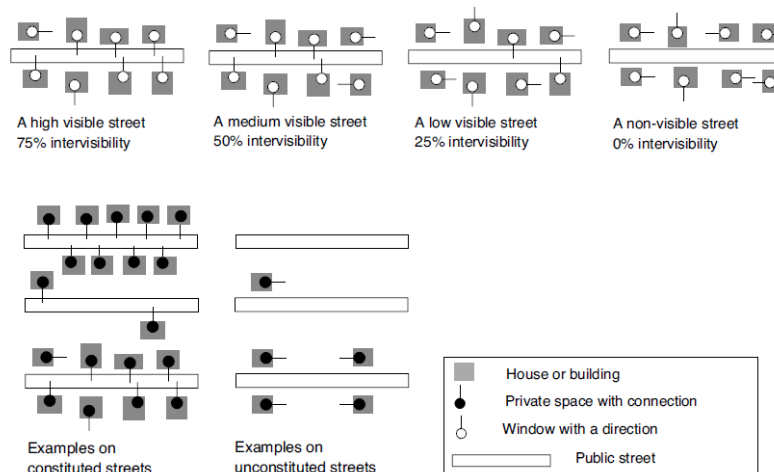 A high visible street
75% intervisibility
A medium visible street
50% intervisibility
A low visible street
25% intervisibility
A non-visible street
0% intervisibility
Examples on
constituted streets
Examples on
unconstituted streets
House or building
Private space with connection
Window with a direction
Public street